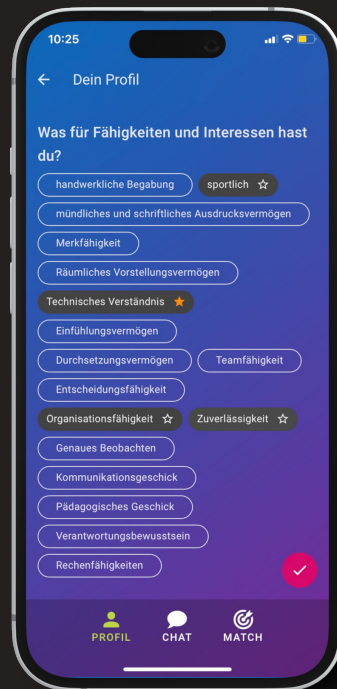 10:25
Dein Profil
Was für Fähigkeiten und Interessen hast
du?
handwerkliche Begabung sportlich
mündliches und schriftliches Ausdrucksvermögen
Merkfähigkeit
Räumliches Vorstellungsvermögen
Technisches Verständnis
Einfühlungsvermögen
Durchsetzungsvermögen Teamfähigkeit
Entscheidungsfähigkeit
Organisationsfähigkeit Zuverlässigkeit
Genaues Beobachten
Kommunikationsgeschick
Pädagogisches Geschick
Verantwortungsbewusstsein
Rechenfähigkeiten
PROFIL CHAT MATCH